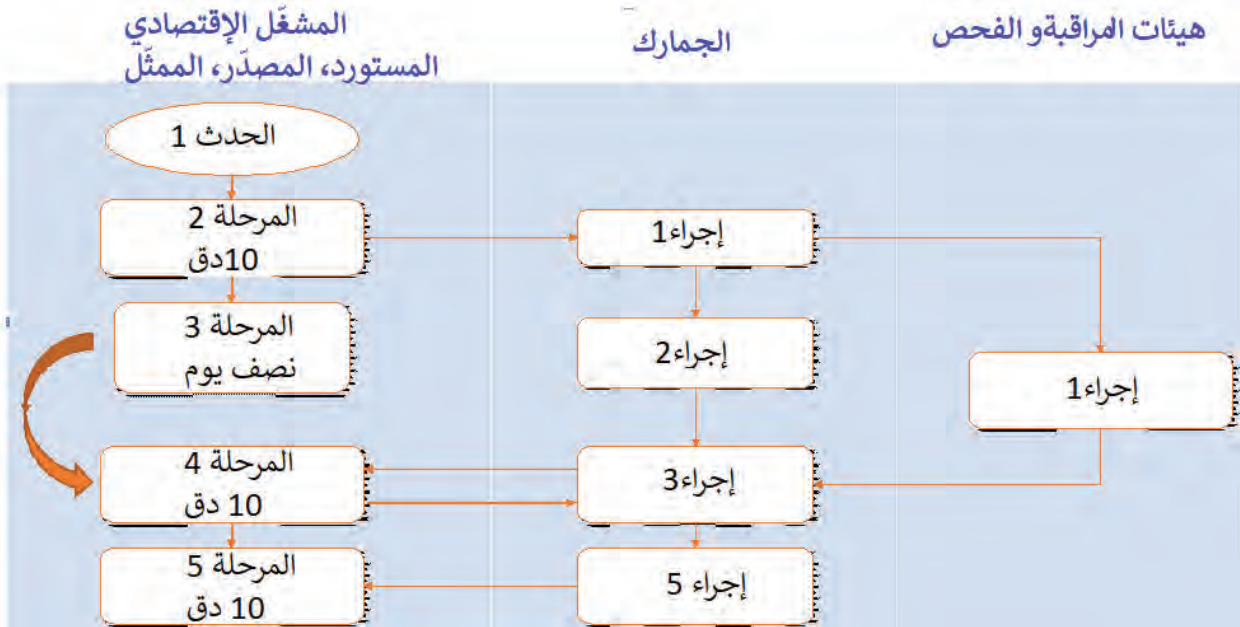 هيئات المراقبةو الفحص
الجمارك
المشغّل الإقتصادي
المستورد، المصدّر، الممثّل
الحدث 1
المرحلة 2
10دق
إجراء1
المرحلة 3
نصف يوم
إجراء2
إجراء1
المرحلة 4
10 دق
إجراء3
المرحلة 5
10 دق
إجراء 5